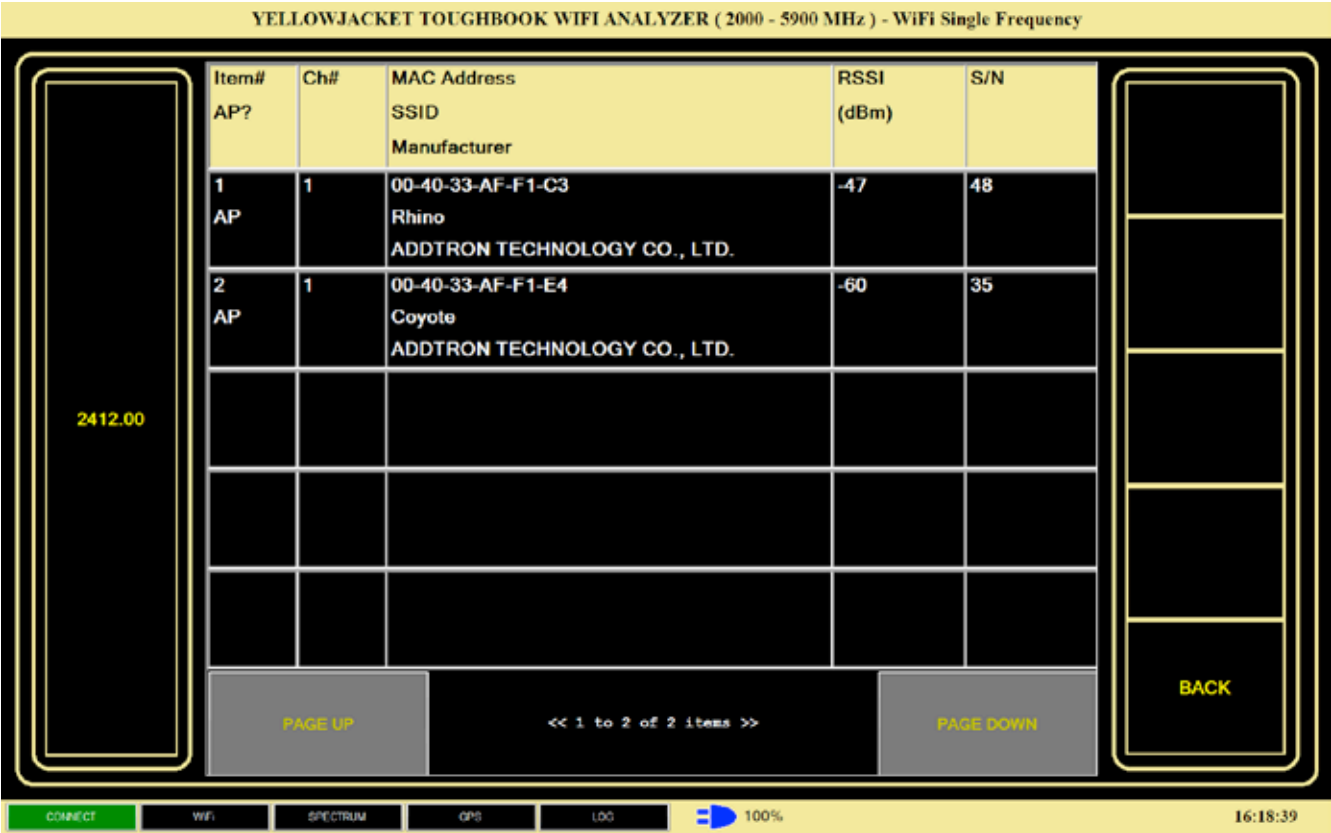 YELLOWJACKET TOUGHBOOK WIFI ANALYZER ( 2000 - 5900 MHz ) - WiFi Single Frequency
Item# Ch# MAC Address RSSI S/N
AP? SSID (dBm)
Manufacturer
1 1 00-40-33-AF-F1-C3 -47 48
AP Rhino
ADDTRON TECHNOLOGY CO., LTD.
2 1 00-40-33-AF-F1-E4 -60 35
AP Coyote
ADDTRON TECHNOLOGY CO., LTD.
2412.00
BACK
PAGE UP << 1 to 2 of 2 items >> PAGE DOWN
CONNECT WiFi SPECTRUM GPS LOG 100% 16:18:39